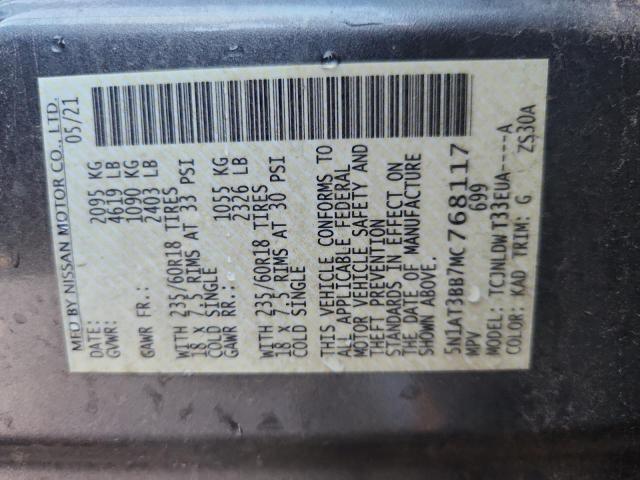 MFD BY NISSAN MOTOR CO., LTD.
05/21
GVWR: 2095 KG
4619 LB
GAWR FR.: 1090 KG
2403 LB
WITH 235/60R18 TIRES
18 X 7.5 RIMS AT 33 PSI
COLD SINGLE
GAWR RR.: 1055 KG
2326 LB
WITH 235/60R18 TIRES
18 X 7.5 RIMS AT 30 PSI
COLD SINGLE
THIS VEHICLE CONFORMS TO
ALL APPLICABLE FEDERAL
MOTOR VEHICLE SAFETY AND
THEFT PREVENTION
STANDARDS IN EFFECT ON
THE DATE OF MANUFACTURE
SHOWN ABOVE.
5N1AT3BB7MC768117
MPV 699
MODEL: TCJNLDW T33EUA----A
COLOR: KAD TRIM: G ZS30A